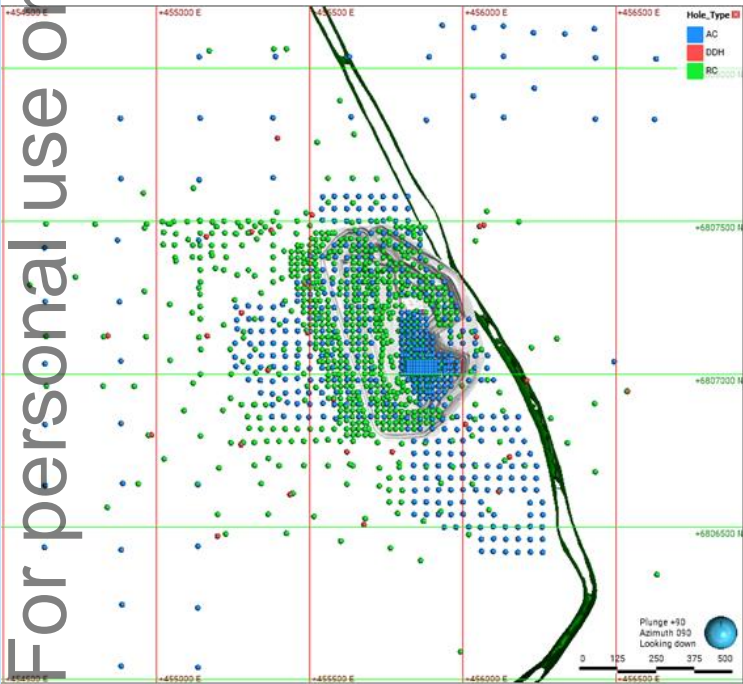 +454500 E
+455000 E
+455500 E
+456000 E
+456500 E
Hole_Type
AC
DDH
RC
+6807500
+6807000
+6806500
For personal use or
Plunge +90
Azimuth 090
Looking down
0 125 250 375 500
+454500 E
+455000 E
+455500 E
+456000 E
+456500 E